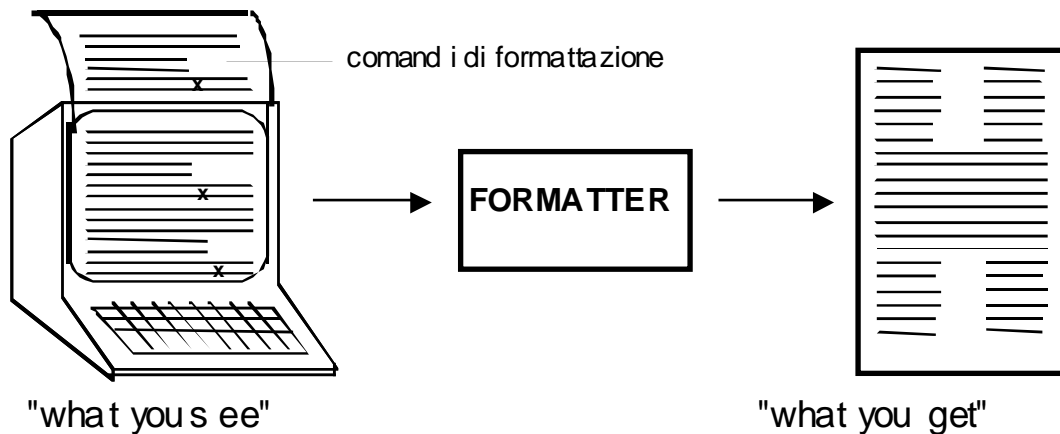 comand i di formattazione
x
x
FORMATTER
x
"what you s ee"
"what you get"